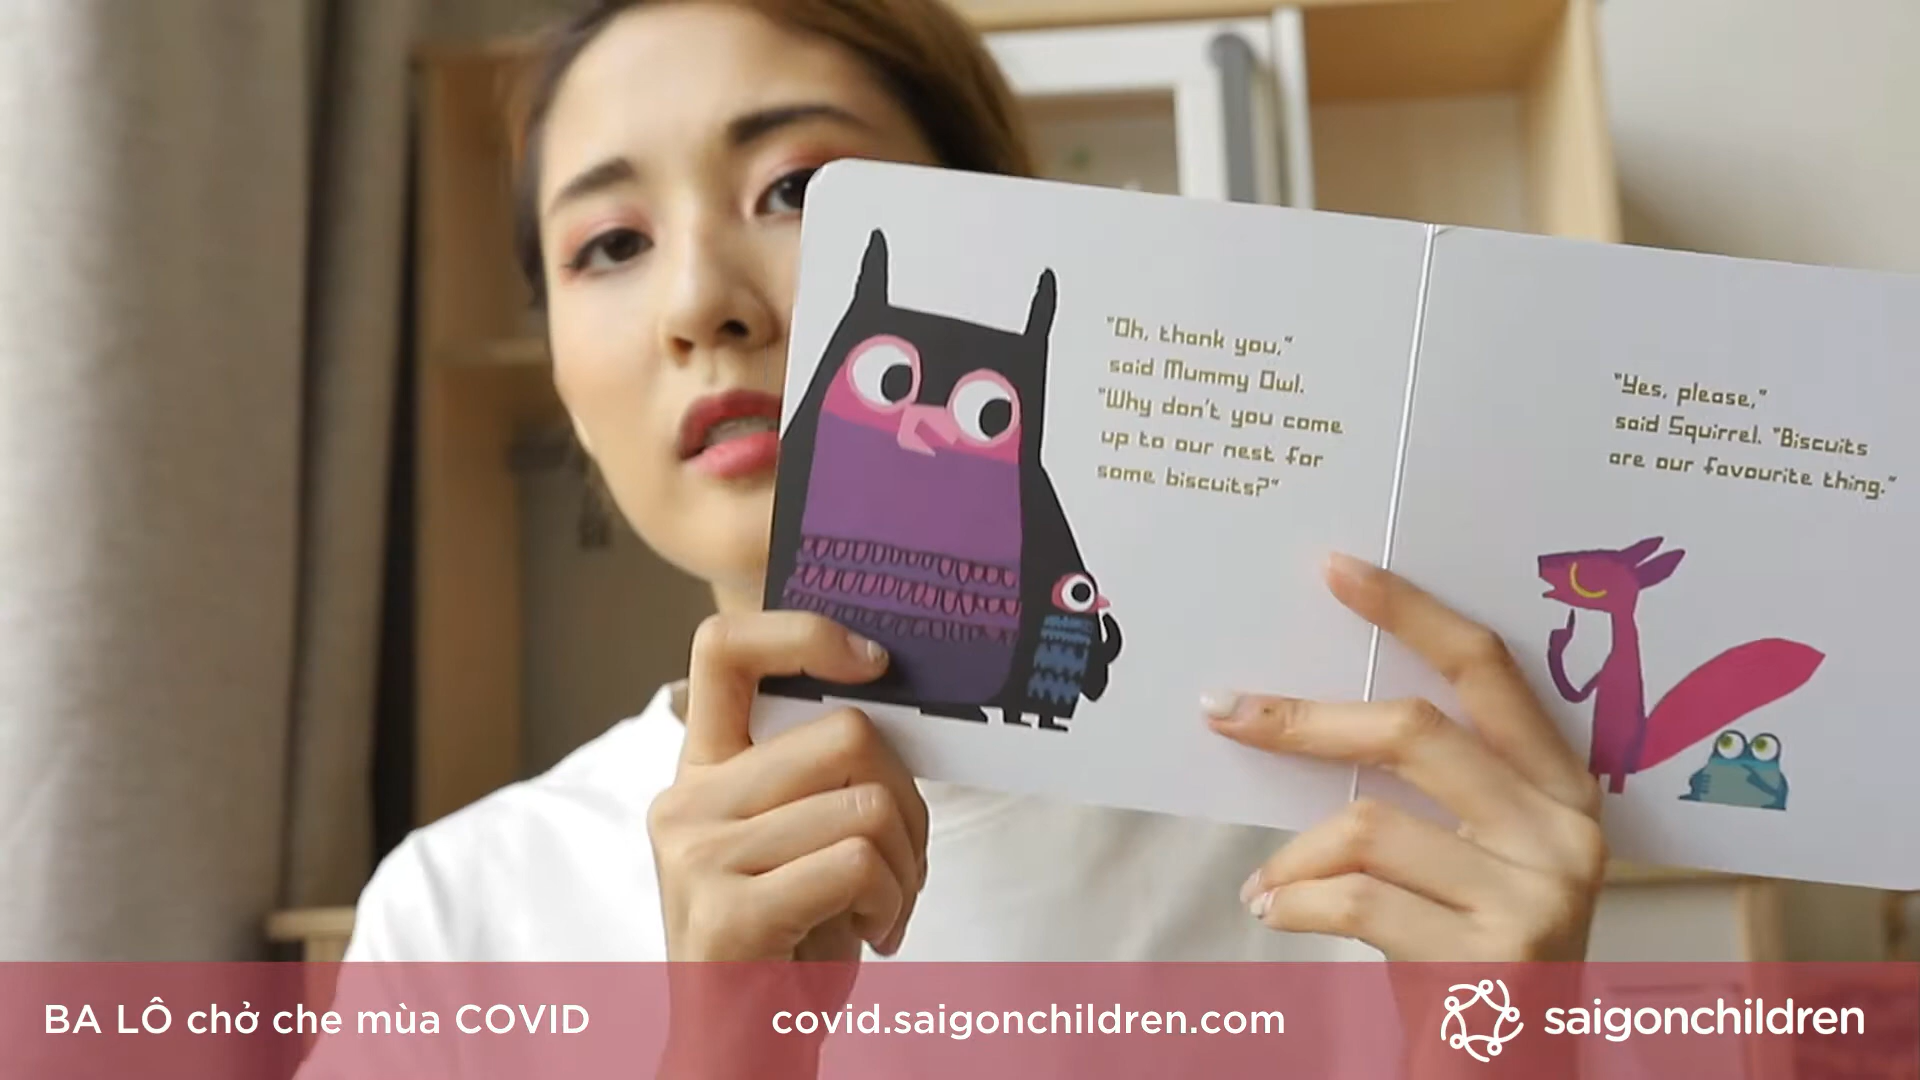 "Oh, thank you,"
said Mummy Owl.
"Why don't you come
up to our nest for
some biscuits?"
"Yes, please,"
said Squirrel. "Biscuits
are our favourite thing."
BA LÔ chở che mùa COVID
covid.saigonchildren.com
saigonchildren